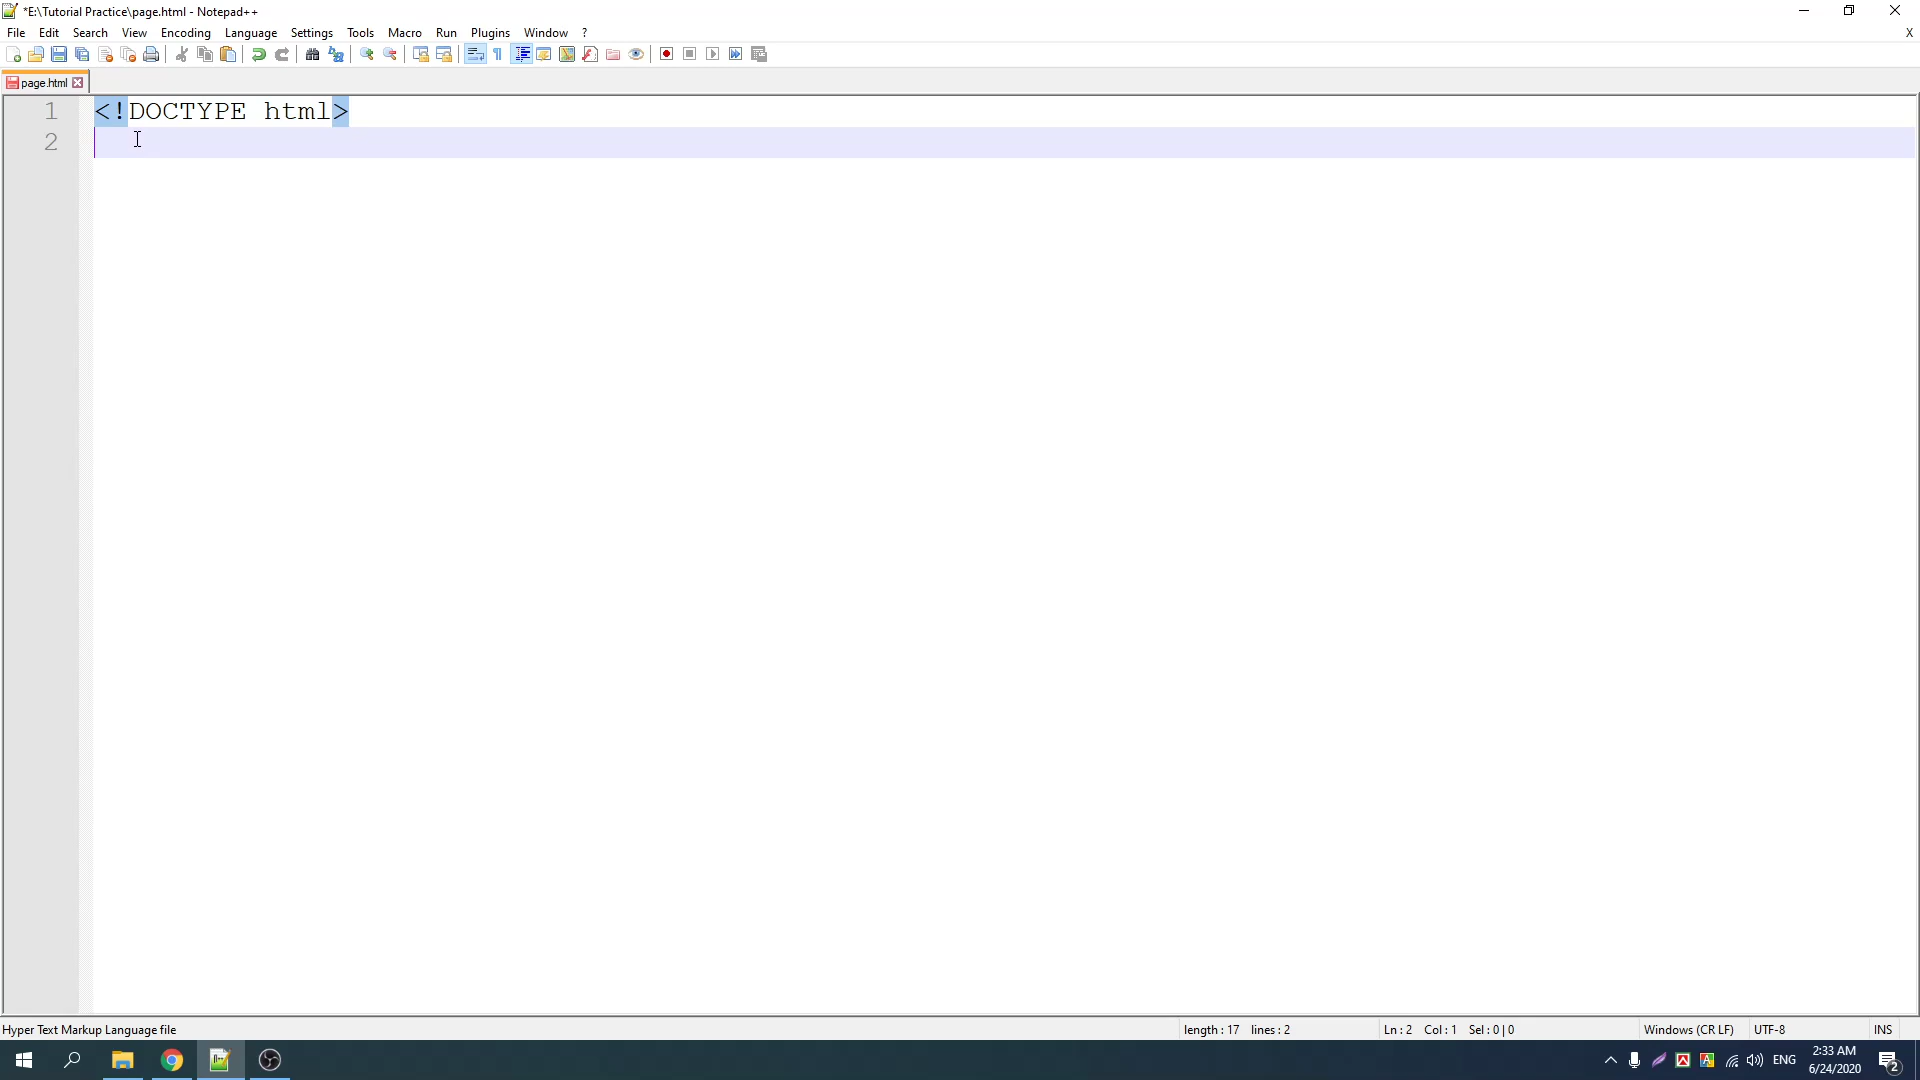 *E:\Tutorial Practice\page.html - Notepad++
File Edit Search View Encoding Language Settings Tools Macro Run Plugins Window ? X
page.html
1 <!DOCTYPE html>
2
Hyper Text Markup Language file length : 17 lines : 2 Ln : 2 Col : 1 Sel : 0 | 0 Windows (CR LF) UTF-8 INS
ENG 2:33 AM
6/24/2020 2